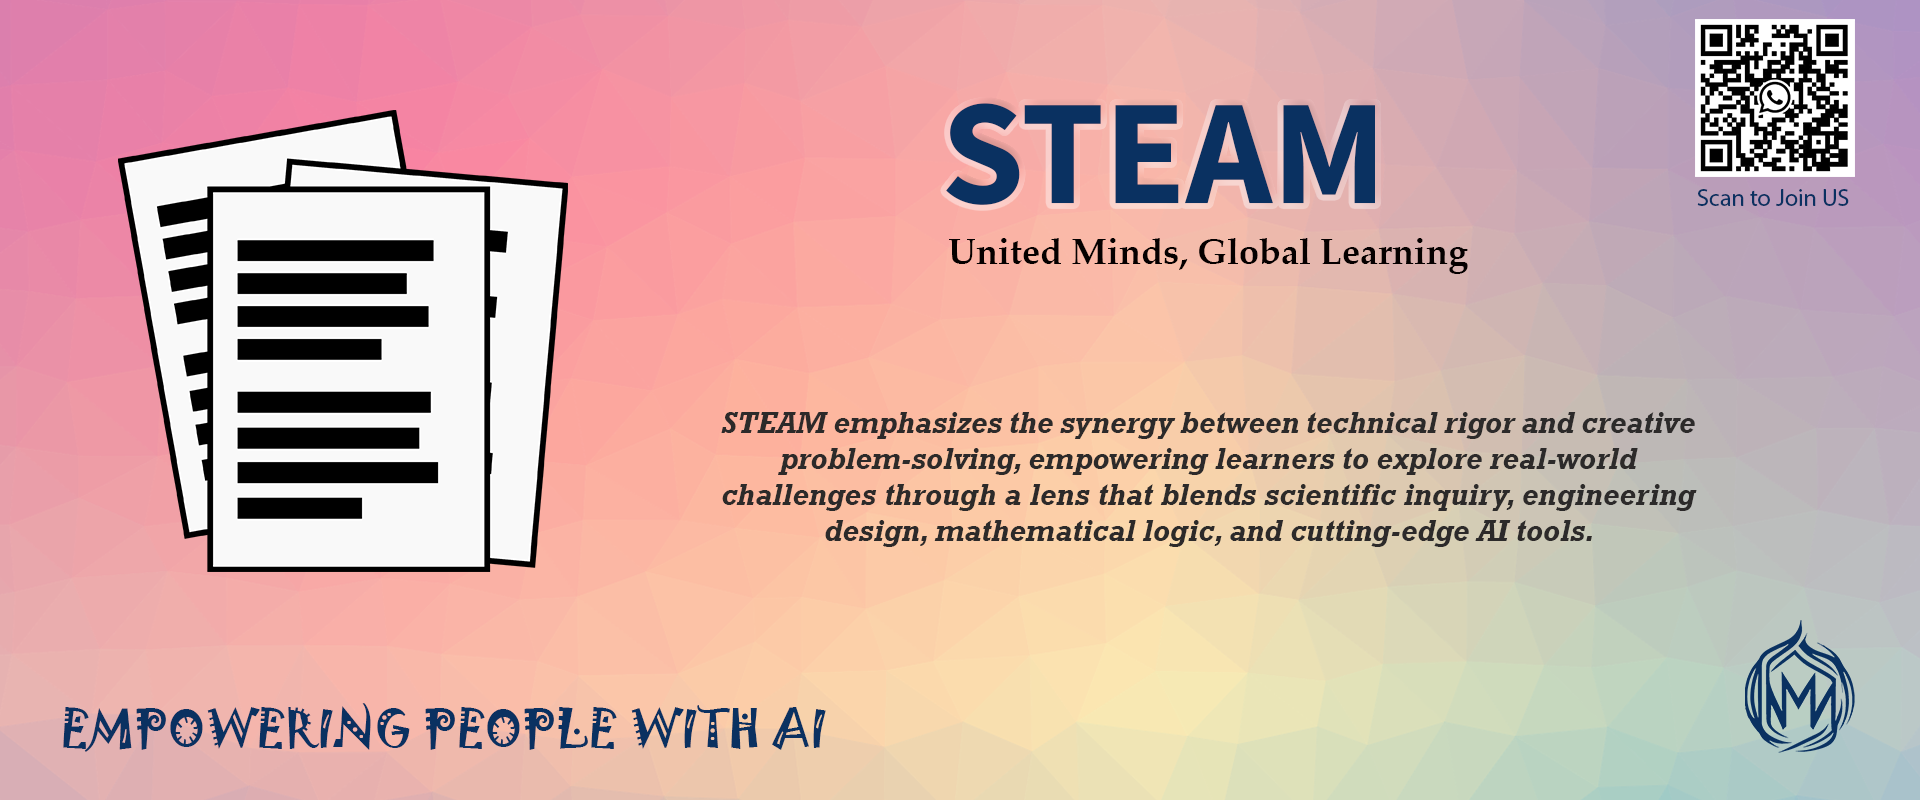 STEAM
United Minds, Global Learning
Scan to Join US
STEAM emphasizes the synergy between technical rigor and creative
problem-solving, empowering learners to explore real-world
challenges through a lens that blends scientific inquiry, engineering
design, mathematical logic, and cutting-edge AI tools.
EMPOWERING PEOPLE WITH AI